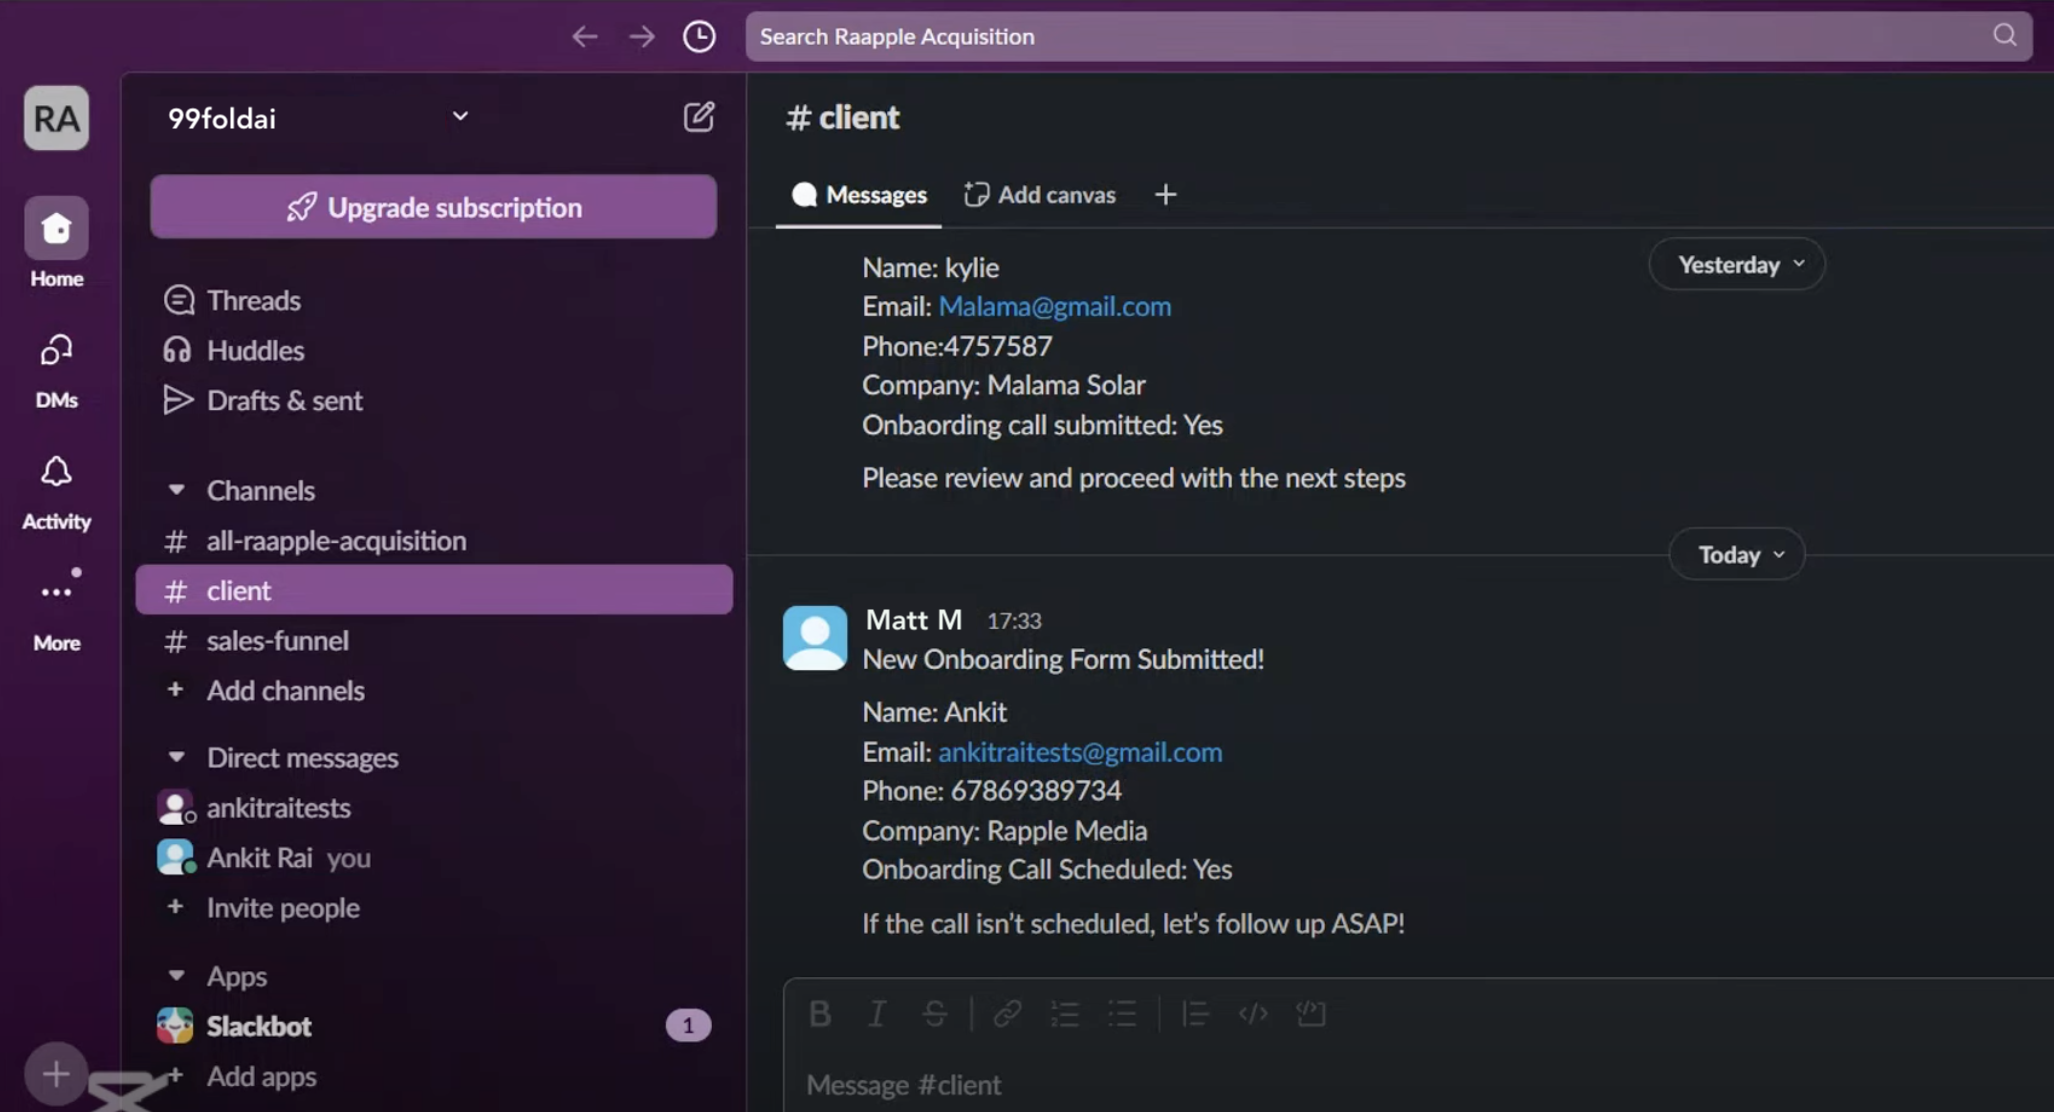 Search Raapple Acquisition
RA
99foldai
Upgrade subscription
Home
DMs
Activity
More
Threads
Huddles
Drafts & sent
Channels
# all-raapple-acquisition
# client
# sales-funnel
+ Add channels
Direct messages
ankitraitests
Ankit Rai you
+ Invite people
Apps
Slackbot 1
+ Add apps
# client
Messages Add canvas +
Yesterday
Name: kylie
Email: Malama@gmail.com
Phone:4757587
Company: Malama Solar
Onbaording call submitted: Yes
Please review and proceed with the next steps
Today
Matt M 17:33
New Onboarding Form Submitted!
Name: Ankit
Email: ankitraitests@gmail.com
Phone: 67869389734
Company: Rapple Media
Onboarding Call Scheduled: Yes
If the call isn’t scheduled, let’s follow up ASAP!
Message #client